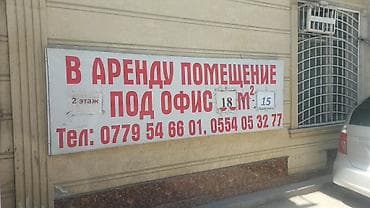 В АРЕНДУ ПОМЕЩЕНИЕ
2 этаж ПОД ОФИС 18 м² 15
Тел: 0779 54 66 01, 0554 05 32 77